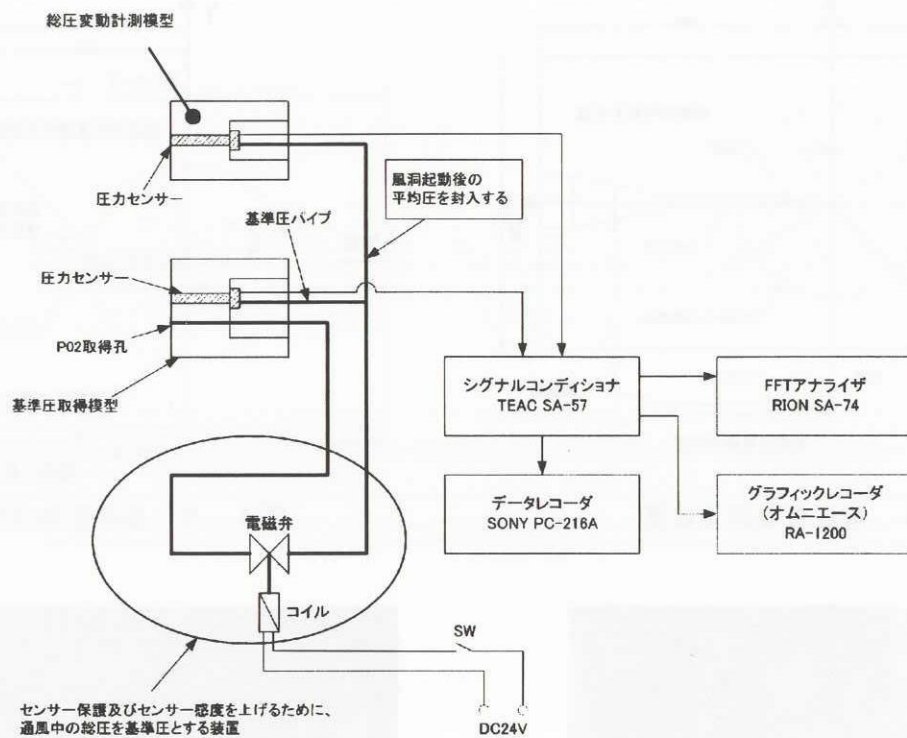 総圧変動計測模型
圧力センサー
風洞起動後の
平均圧を封入する
基準圧パイプ
圧力センサー
P02取得孔
基準圧取得模型
シグナルコンディショナ
TEAC SA-57
FFTアナライザ
RION SA-74
データレコーダ
SONY PC-216A
グラフィックレコーダ
(オムニエース)
RA-1200
電磁弁
コイル
SW
DC24V
センサー保護及びセンサー感度を上げるために、
通風中の総圧を基準圧とする装置